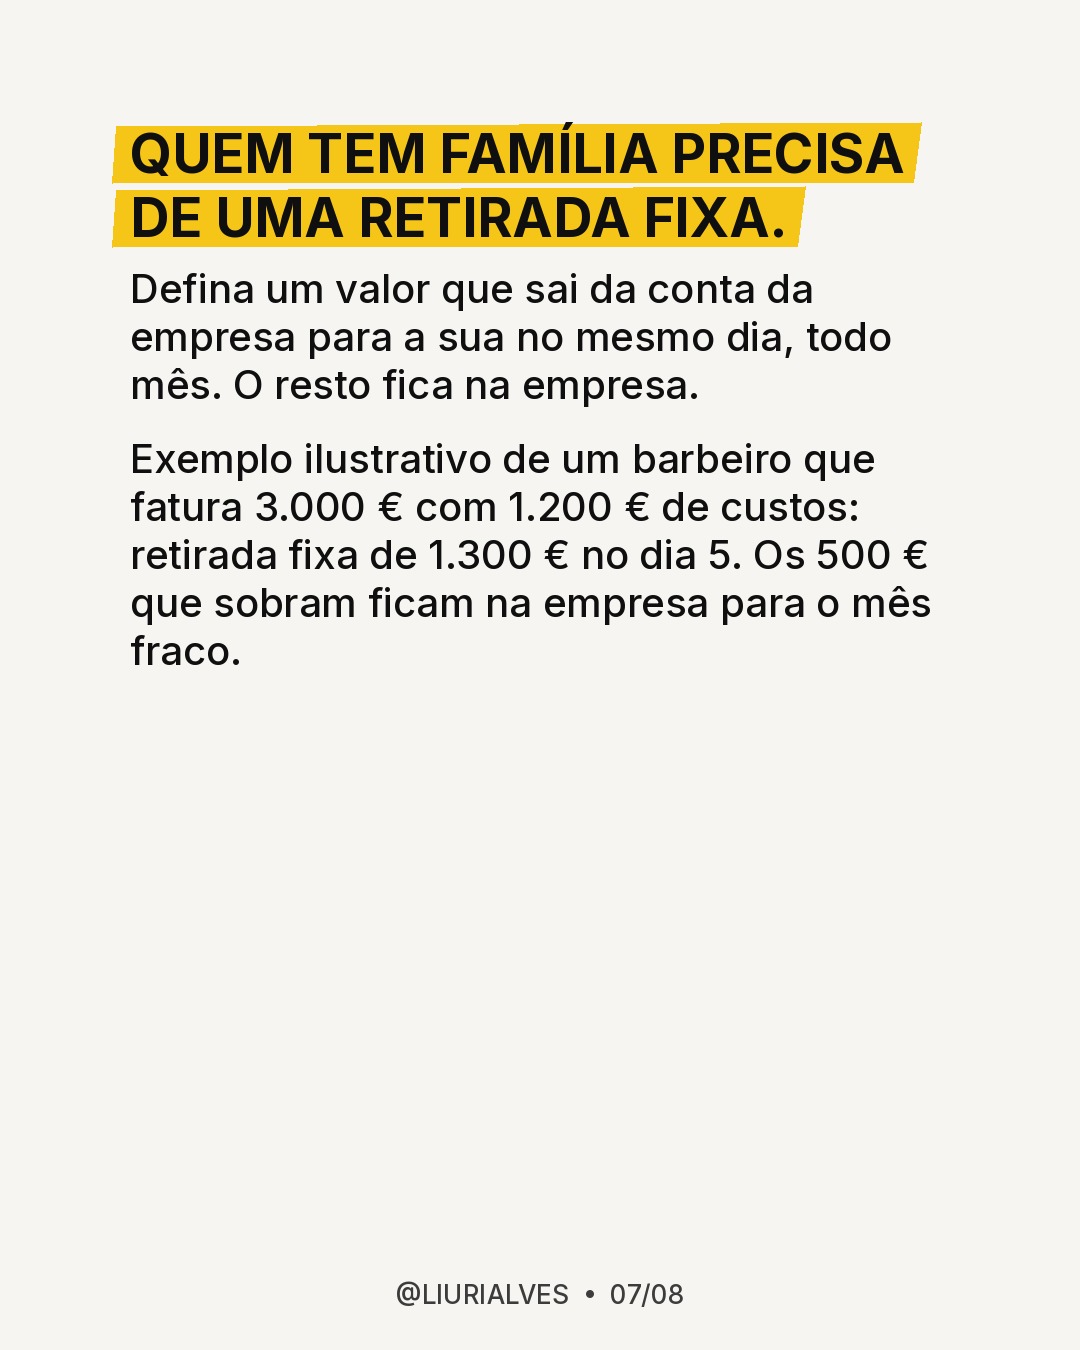 QUEM TEM FAMÍLIA PRECISA
DE UMA RETIRADA FIXA.
Defina um valor que sai da conta da
empresa para a sua no mesmo dia, todo
mês. O resto fica na empresa.
Exemplo ilustrativo de um barbeiro que
fatura 3.000 € com 1.200 € de custos:
retirada fixa de 1.300 € no dia 5. Os 500 €
que sobram ficam na empresa para o mês
fraco.
@LIURIALVES • 07/08